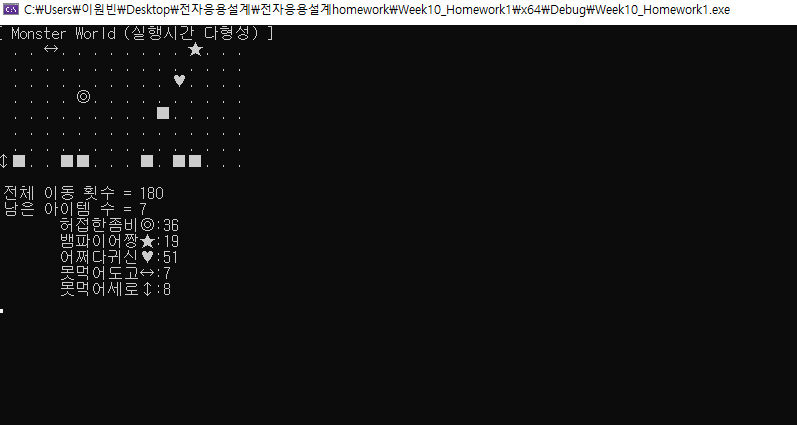 C:\Users\이원빈\Desktop\전자응용설계\전자응용설계homework\Week10_Homework1\x64\Debug\Week10_Homework1.exe
[ Monster World (실행시간 다형성) ]
. . ↔ . . . . . . . . ★ . . .
. . . . . . . . . . . . . . .
. . . . . . . . . . ♥ . . . .
. . . . ◎ . . . . . . . . . .
. . . . . . . . . ■ . . . . .
. . . . . . . . . . . . . . .
. . . . . . . . . . . . . . .
↕ ■ . . ■ ■ . . . ■ . ■ ■ . . .
전체 이동 횟수 = 180
남은 아이템 수 = 7
허접한좀비◎:36
뱀파이어짱★:19
어쩌다귀신♥:51
못먹어도고↔:7
못먹어세로↕:8